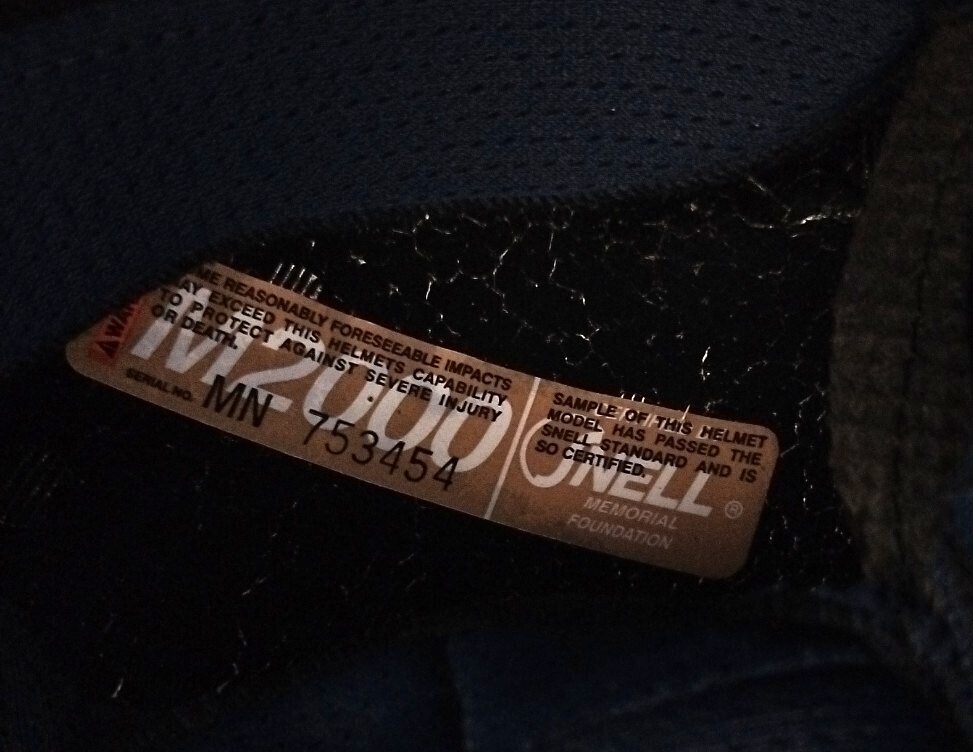 WAR
ME REASONABLY FORESEEABLE IMPACTS
AY EXCEED THIS HELMETS CAPABILITY
TO PROTECT AGAINST SEVERE INJURY
OR DEATH.
M2000
SERIAL NO. MN 753454
SAMPLE OF THIS HELMET
MODEL HAS PASSED THE
SNELL STANDARD AND IS
SO CERTIFIED.
SNELL ®
MEMORIAL
FOUNDATION